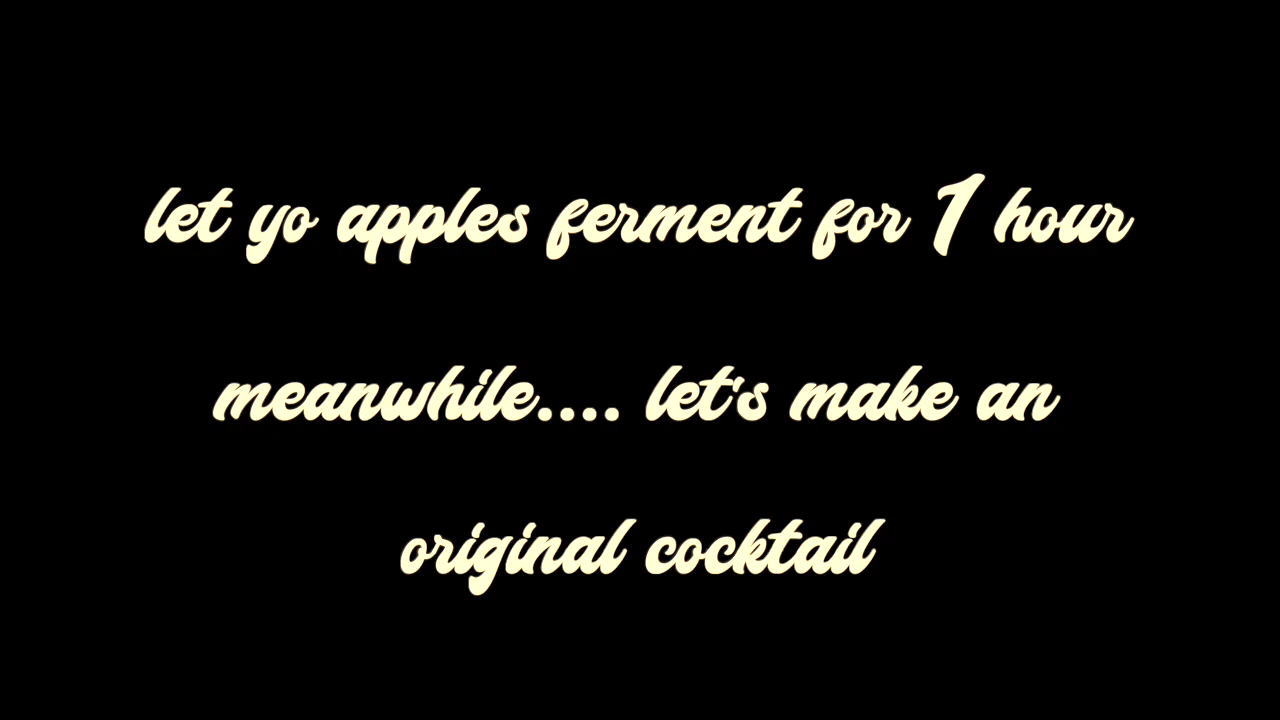 let yo apples ferment for 1 hour
meanwhile.... let's make an
original cocktail